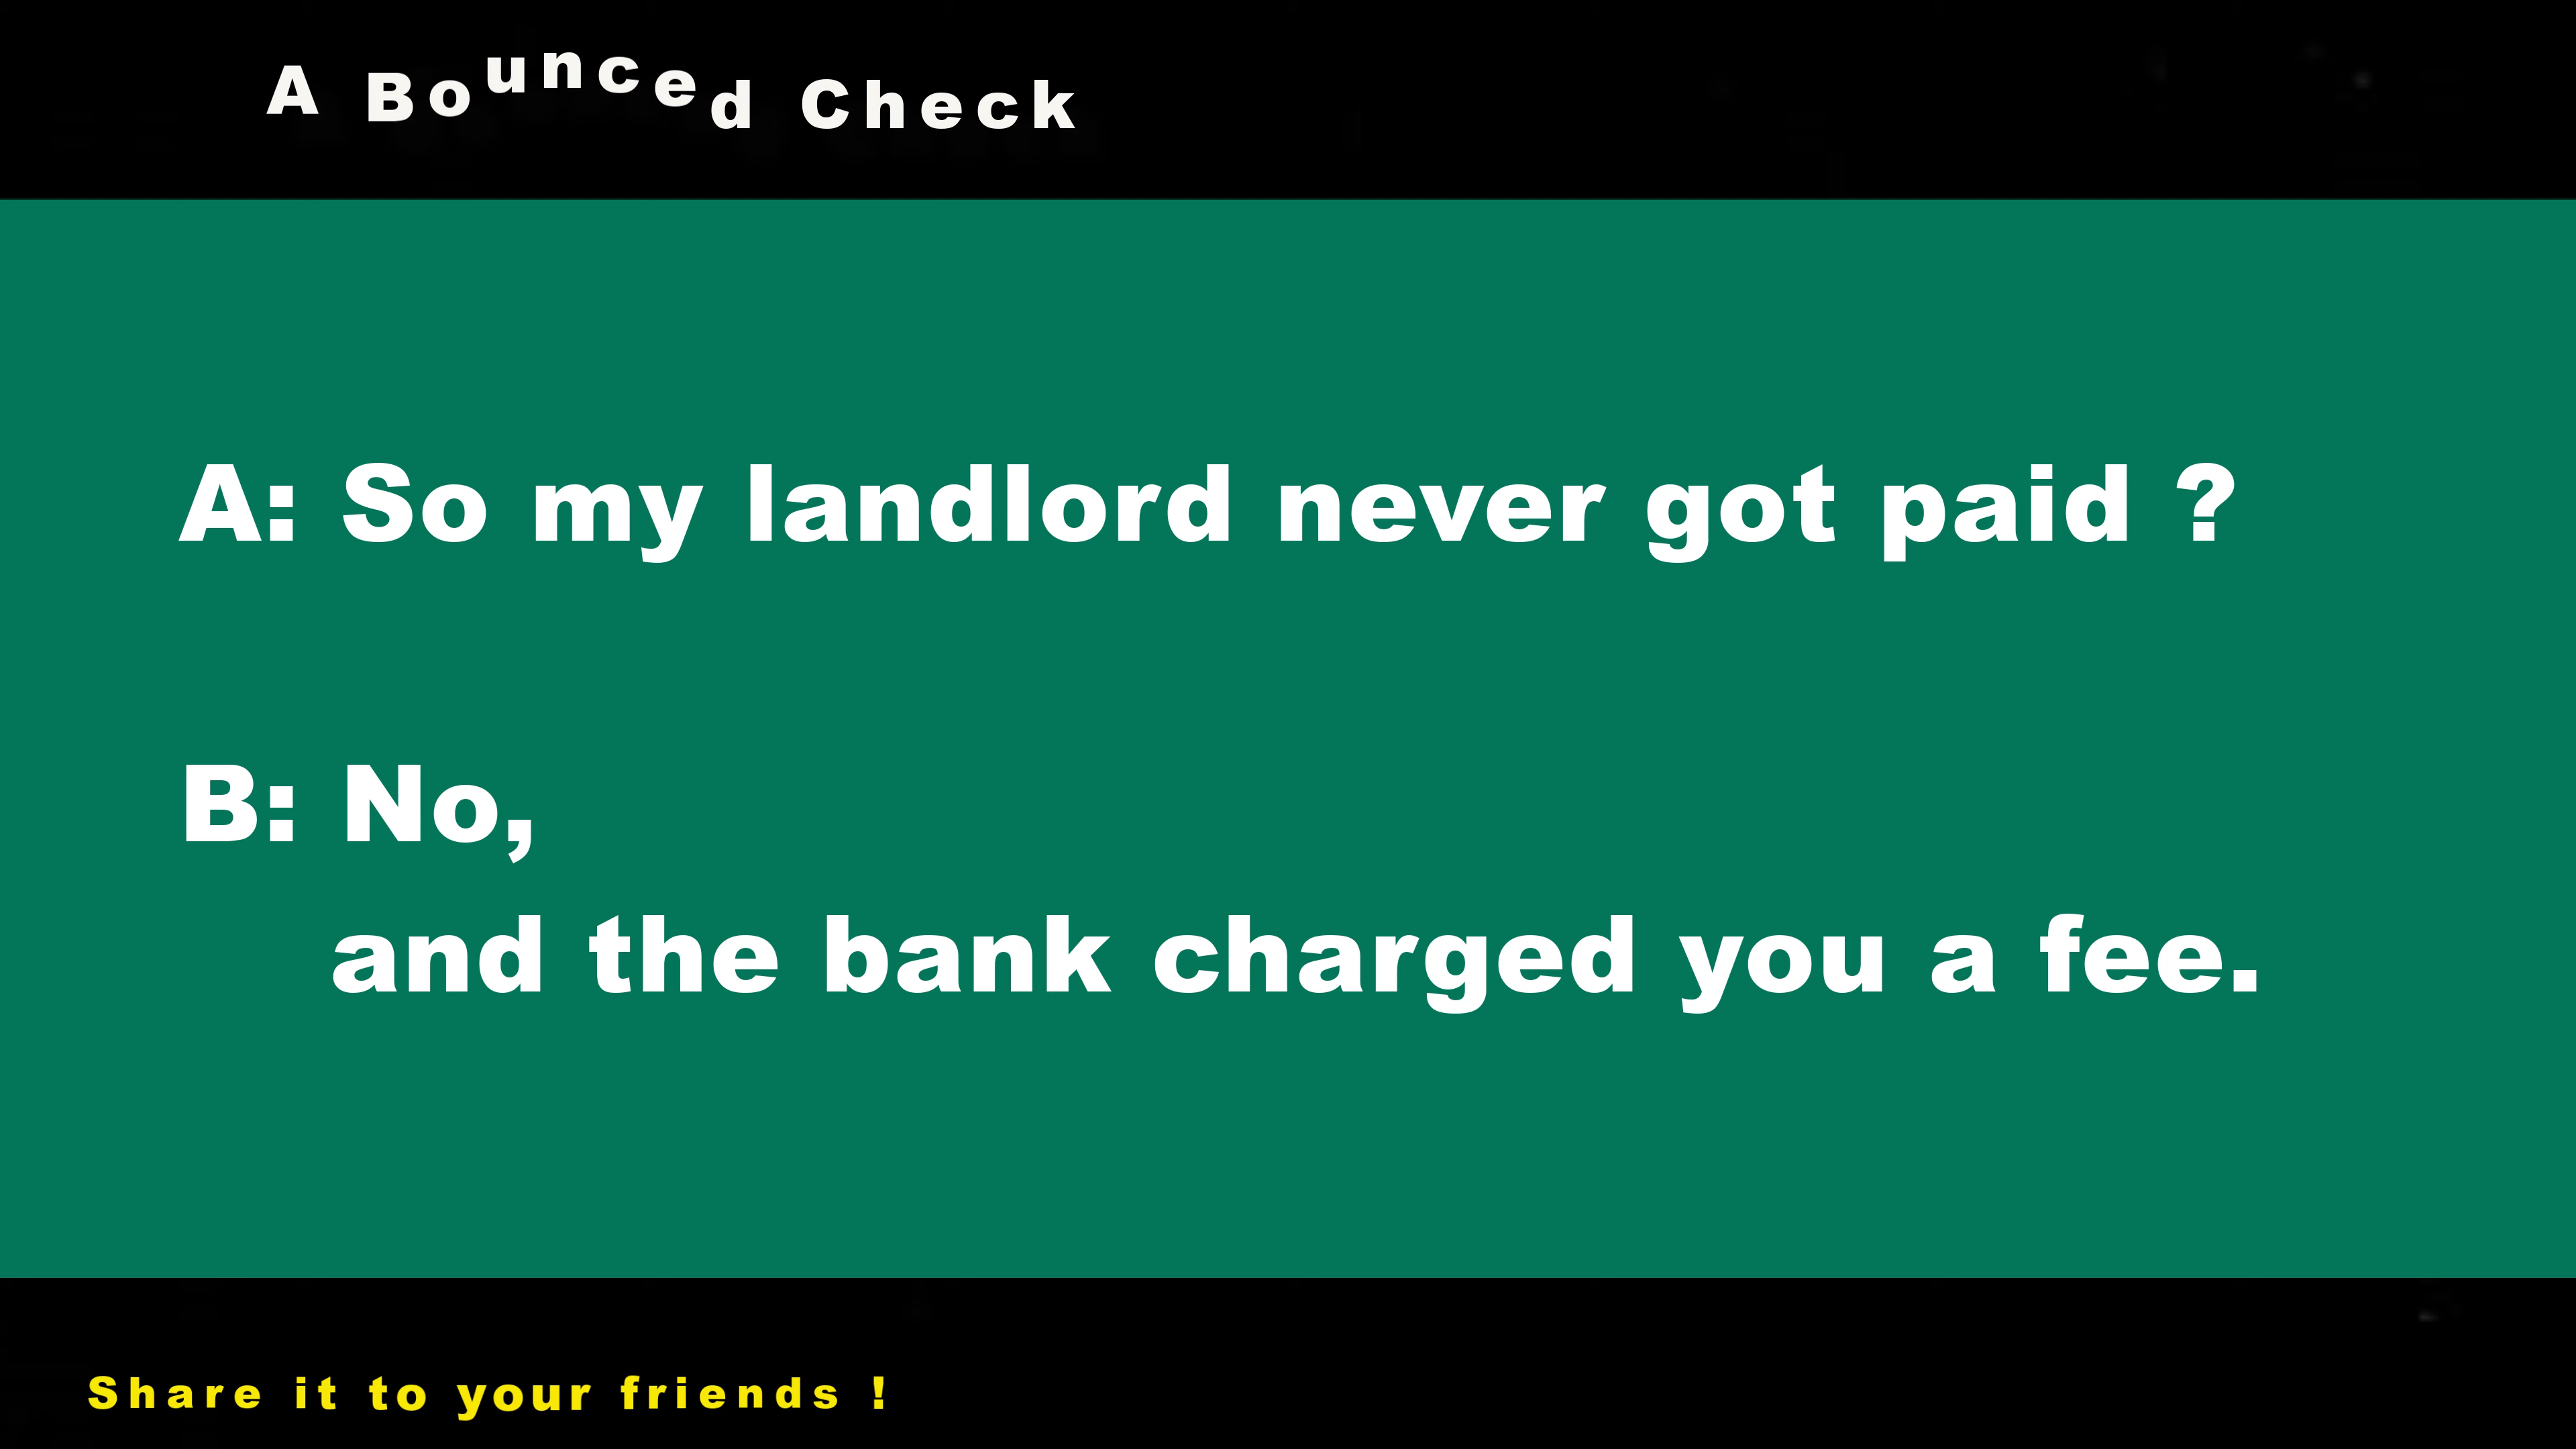 A Bounced Check
A: So my landlord never got paid ?
B: No,
and the bank charged you a fee.
Share it to your friends !